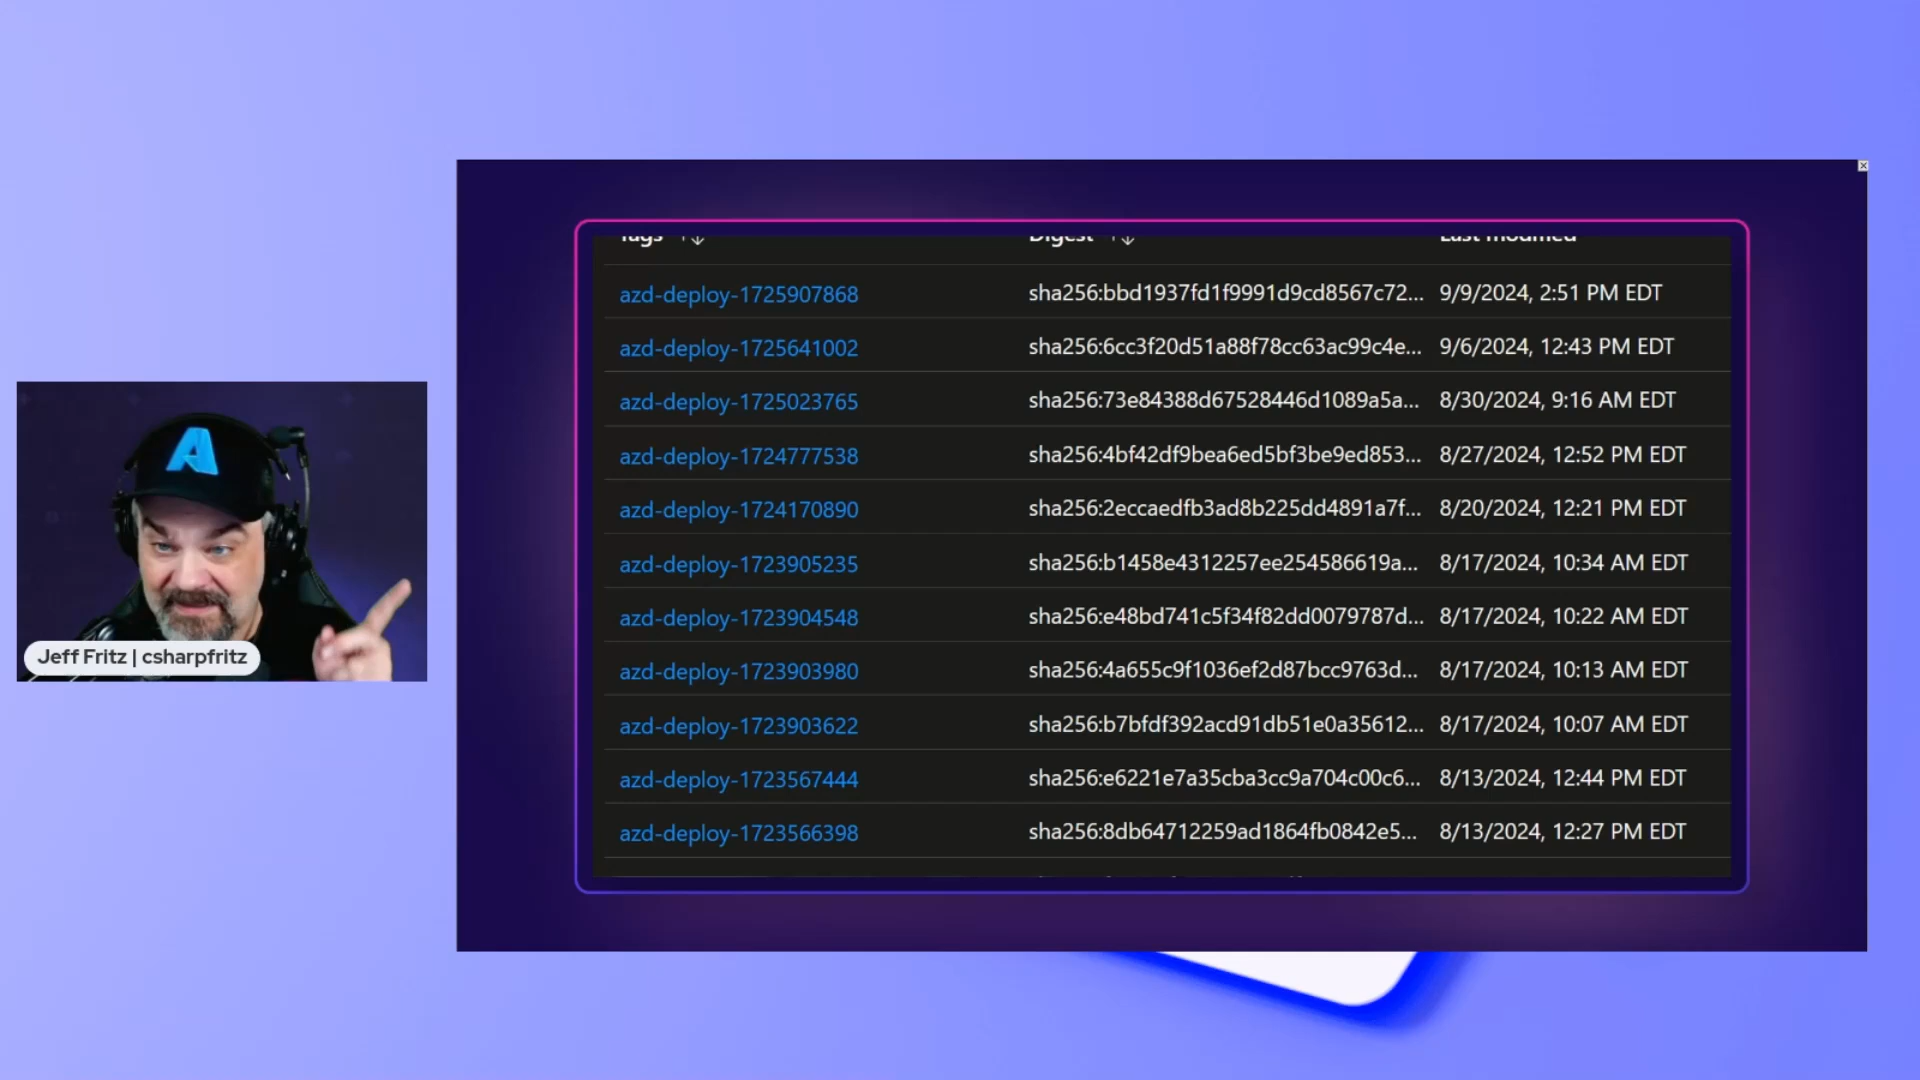 Tags Digest Last modified
azd-deploy-1725907868 sha256:bbd1937fd1f9991d9cd8567c72... 9/9/2024, 2:51 PM EDT
azd-deploy-1725641002 sha256:6cc3f20d51a88f78cc63ac99c4e... 9/6/2024, 12:43 PM EDT
azd-deploy-1725023765 sha256:73e84388d67528446d1089a5a... 8/30/2024, 9:16 AM EDT
azd-deploy-1724777538 sha256:4bf42df9bea6ed5bf3be9ed853... 8/27/2024, 12:52 PM EDT
azd-deploy-1724170890 sha256:2eccaedfb3ad8b225dd4891a7f... 8/20/2024, 12:21 PM EDT
azd-deploy-1723905235 sha256:b1458e4312257ee254586619a... 8/17/2024, 10:34 AM EDT
azd-deploy-1723904548 sha256:e48bd741c5f34f82dd0079787d... 8/17/2024, 10:22 AM EDT
azd-deploy-1723903980 sha256:4a655c9f1036ef2d87bcc9763d... 8/17/2024, 10:13 AM EDT
azd-deploy-1723903622 sha256:b7bfdf392acd91db51e0a35612... 8/17/2024, 10:07 AM EDT
azd-deploy-1723567444 sha256:e6221e7a35cba3cc9a704c00c6... 8/13/2024, 12:44 PM EDT
azd-deploy-1723566398 sha256:8db64712259ad1864fb0842e5... 8/13/2024, 12:27 PM EDT
Jeff Fritz | csharpfritz